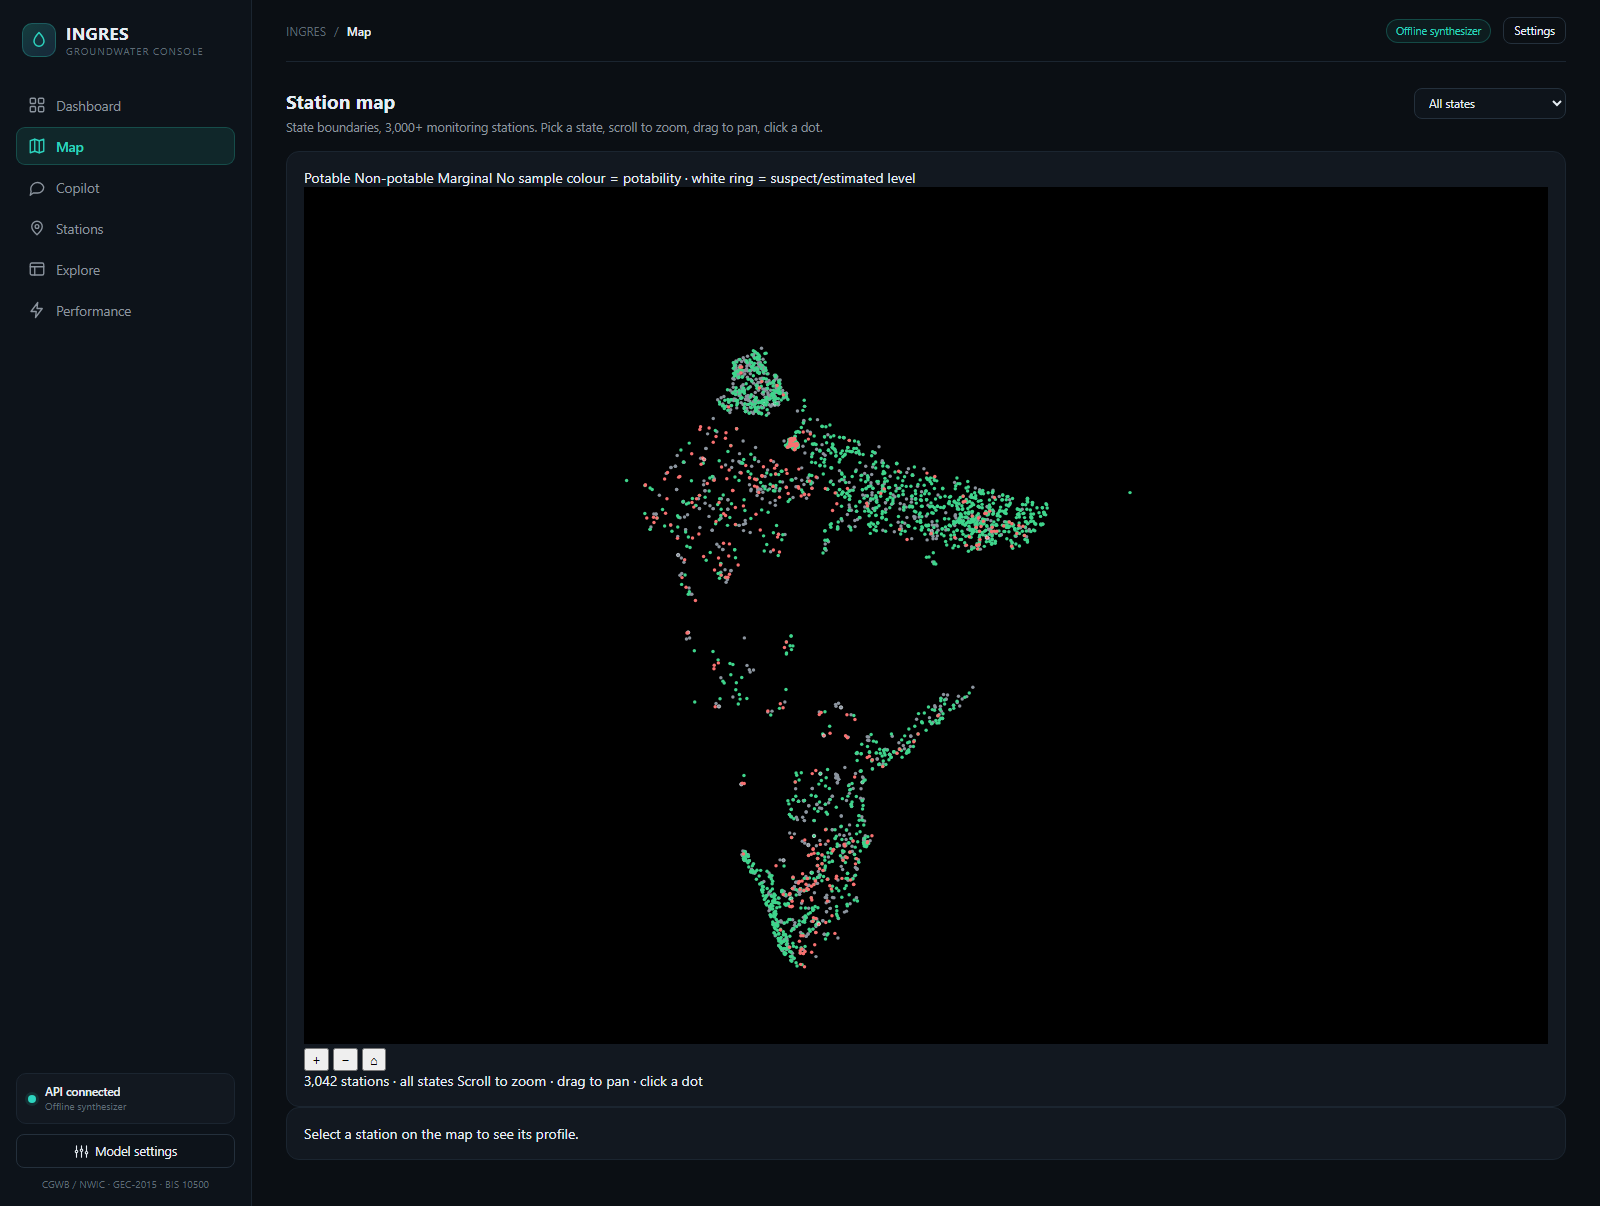 INGRES
GROUNDWATER CONSOLE
Dashboard
Map
Copilot
Stations
Explore
Performance
API connected
Offline synthesizer
Model settings
CGWB / NWIC · GEC-2015 · BIS 10500
INGRES / Map
Offline synthesizer
Settings
Station map
All states
State boundaries, 3,000+ monitoring stations. Pick a state, scroll to zoom, drag to pan, click a dot.
Potable Non-potable Marginal No sample colour = potability · white ring = suspect/estimated level
+ − ⌂
3,042 stations · all states Scroll to zoom · drag to pan · click a dot
Select a station on the map to see its profile.